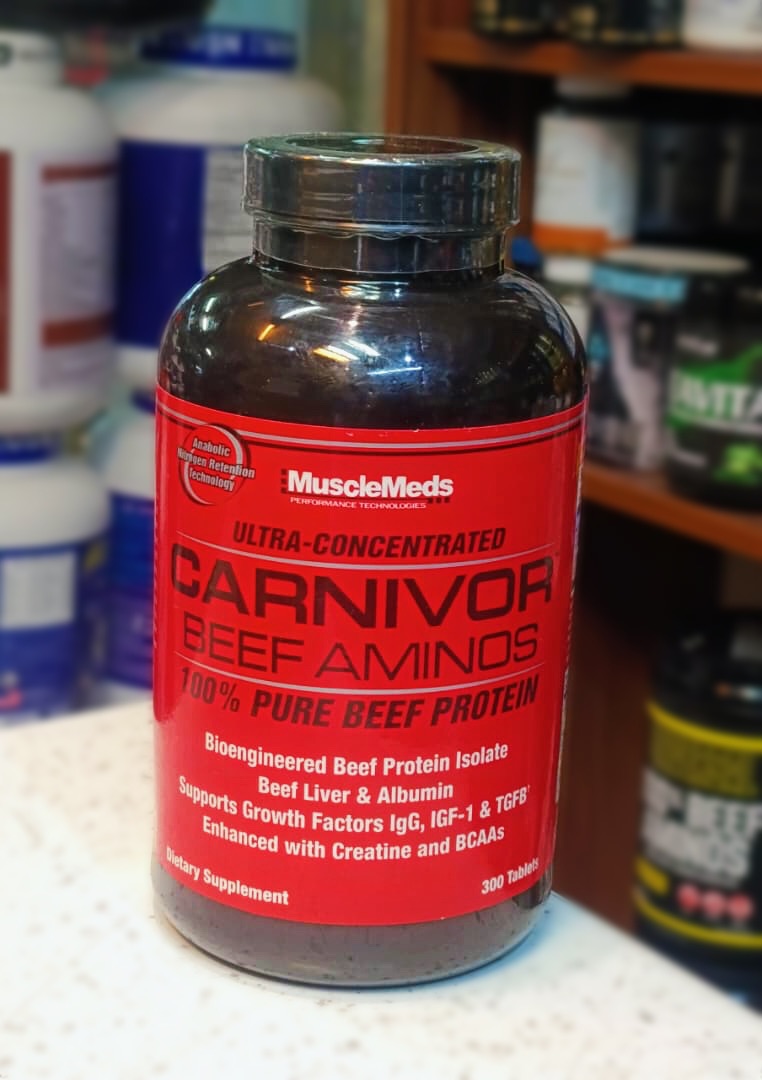 Anabolic
Nitrogen Retention
Technology
MuscleMeds
PERFORMANCE TECHNOLOGIES
ULTRA-CONCENTRATED
CARNIVOR
BEEF AMINOS
100% PURE BEEF PROTEIN
Bioengineered Beef Protein Isolate
Beef Liver & Albumin
Supports Growth Factors IgG, IGF-1 & TGFB
Enhanced with Creatine and BCAAs
Dietary Supplement
300 Tablets
BEEF
AMINOS